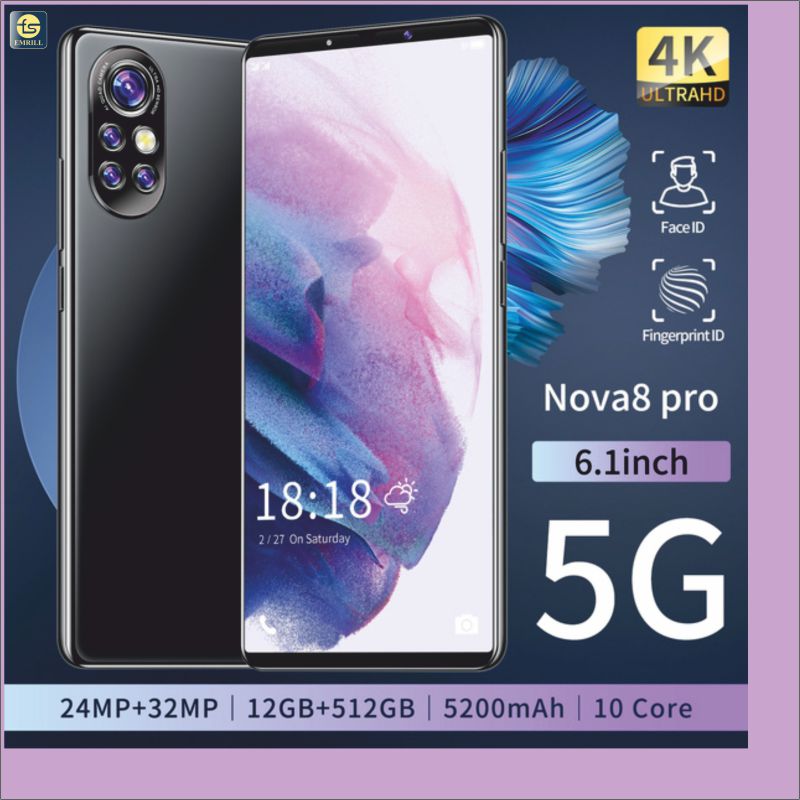 EMRILL
4K
ULTRAHD
Face ID
Fingerprint ID
Nova8 pro
6.1inch
5G
18:18
2 / 27 On Saturday
24MP+32MP | 12GB+512GB | 5200mAh | 10 Core